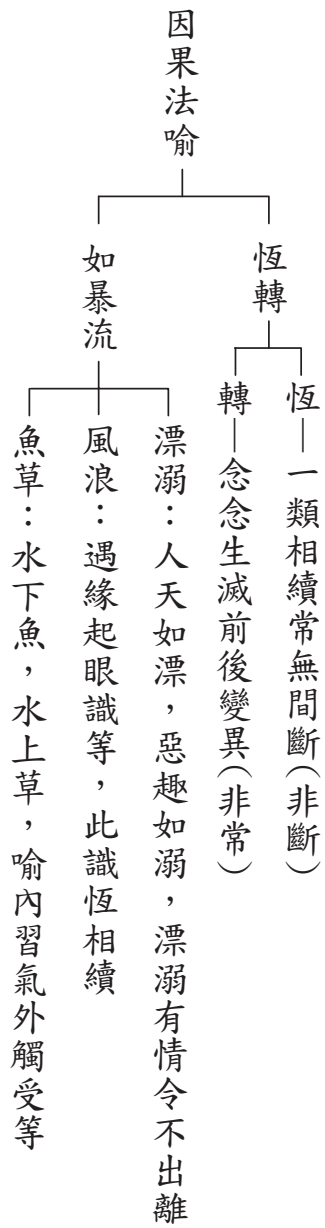 因果法喻
恆轉
恆—一類相續常無間斷(非斷)
轉—念念生滅前後變異(非常)
如暴流
漂溺：人天如漂，惡趣如溺，漂溺有情令不出離
風浪：遇緣起眼識等，此識恆相續
魚草：水下魚，水上草，喻內習氣外觸受等